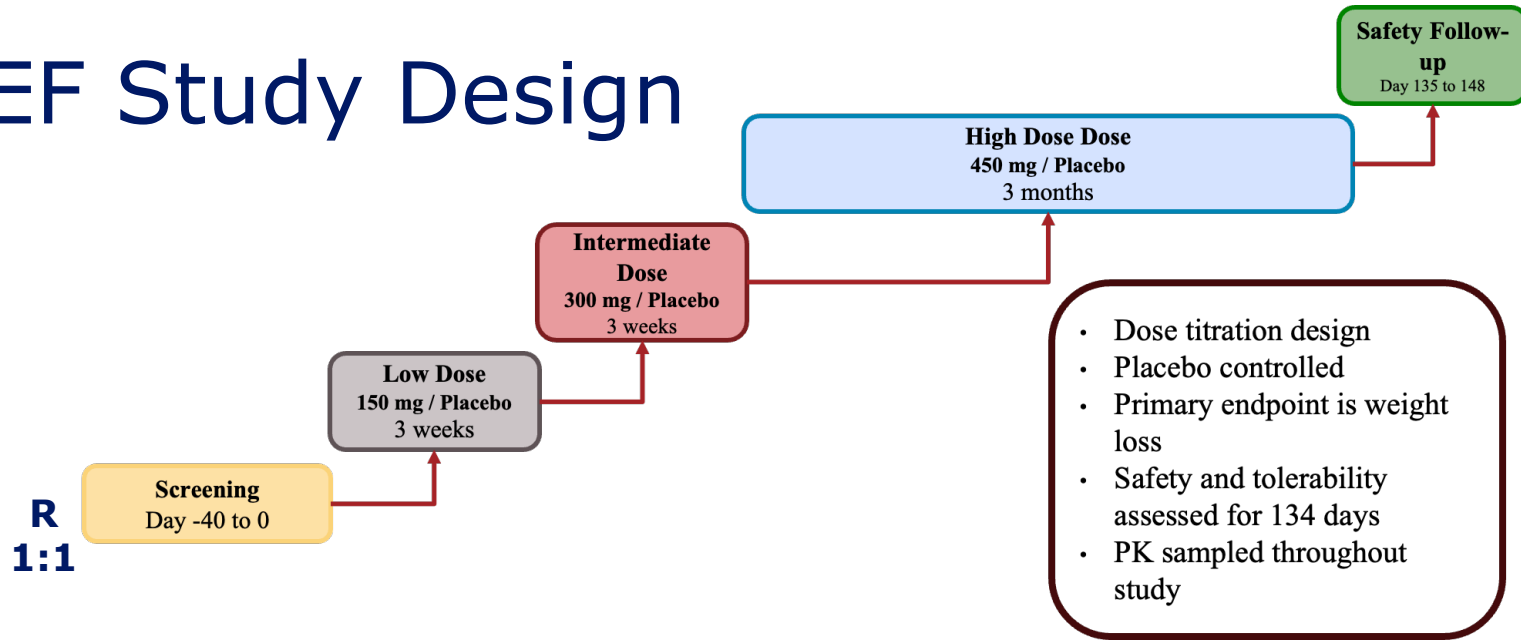 EF Study Design
Safety Follow-
up
Day 135 to 148
High Dose Dose
450 mg / Placebo
3 months
Intermediate
Dose
300 mg / Placebo
3 weeks
Low Dose
150 mg / Placebo
3 weeks
Screening
Day -40 to 0
R
1:1
• Dose titration design
• Placebo controlled
• Primary endpoint is weight
loss
• Safety and tolerability
assessed for 134 days
• PK sampled throughout
study